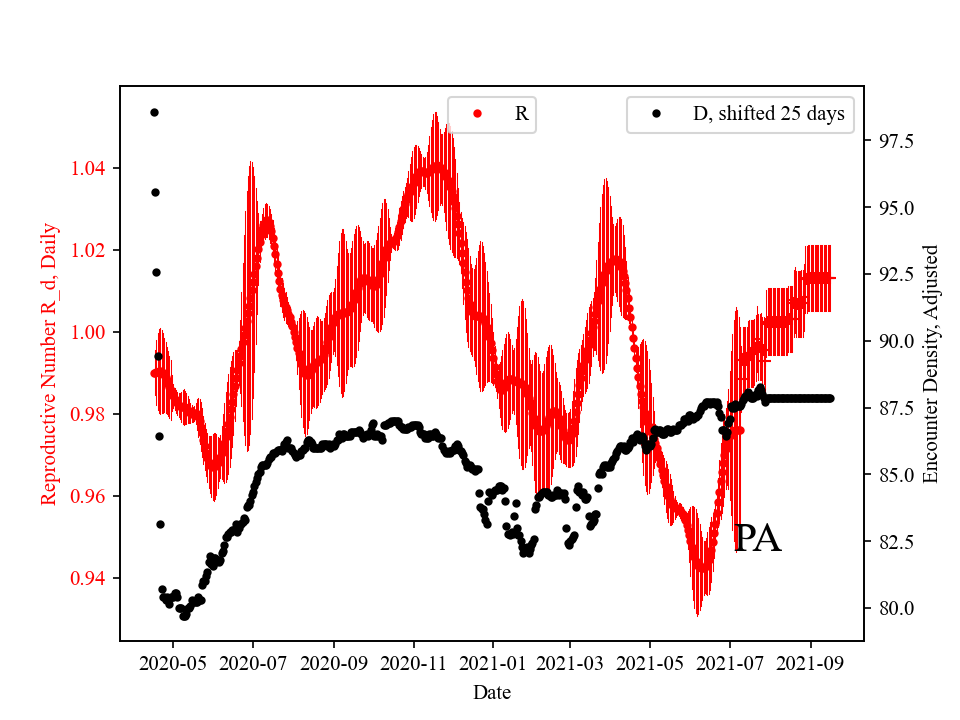 R
D, shifted 25 days
1.04
1.02
1.00
0.98
0.96
0.94
Reproductive Number R_d, Daily
97.5
95.0
92.5
90.0
87.5
85.0
82.5
80.0
Encounter Density, Adjusted
PA
2020-05 2020-07 2020-09 2020-11 2021-01 2021-03 2021-05 2021-07 2021-09
Date